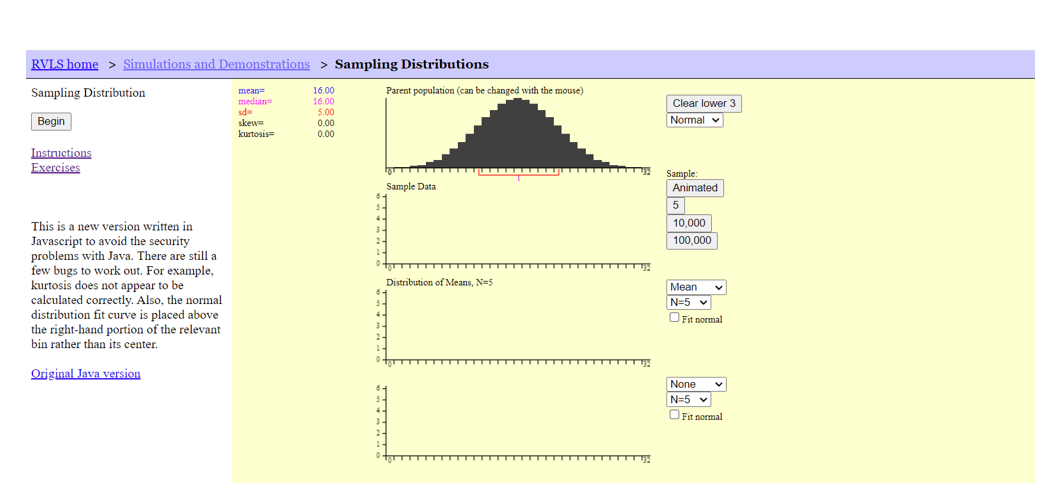 RVLS home > Simulations and Demonstrations > Sampling Distributions
Sampling Distribution
Begin
Instructions
Exercises
This is a new version written in
Javascript to avoid the security
problems with Java. There are still a
few bugs to work out. For example,
kurtosis does not appear to be
calculated correctly. Also, the normal
distribution fit curve is placed above
the right-hand portion of the relevant
bin rather than its center.
Original Java version
mean= 16.00
median= 16.00
sd= 5.00
skew= 0.00
kurtosis= 0.00
Parent population (can be changed with the mouse)
0 32
Clear lower 3
Normal
Sample Data
6
5
4
3
2
1
0
0 32
Sample:
Animated
5
10,000
100,000
Distribution of Means, N=5
6
5
4
3
2
1
0
0 32
Mean
N=5
Fit normal
6
5
4
3
2
1
0
0 32
None
N=5
Fit normal